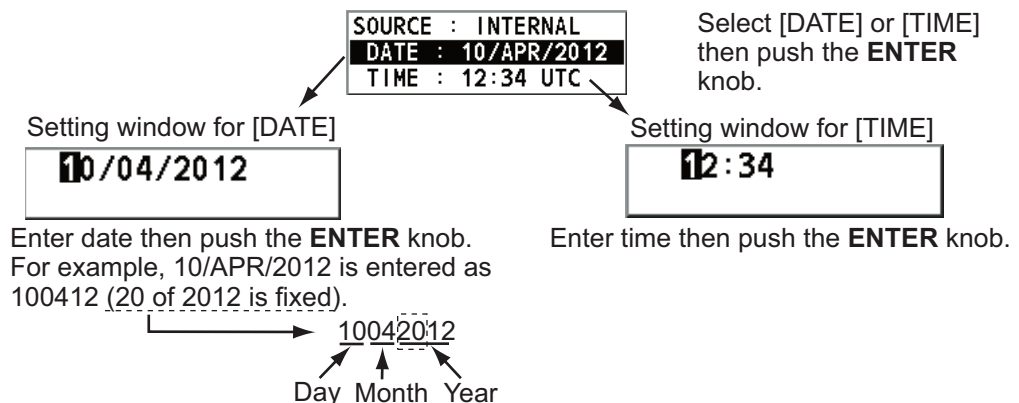 SOURCE : INTERNAL
DATE : 10/APR/2012
TIME : 12:34 UTC
Select [DATE] or [TIME]
then push the ENTER
knob.
Setting window for [DATE]
10/04/2012
Enter date then push the ENTER knob.
For example, 10/APR/2012 is entered as
100412 (20 of 2012 is fixed).
10042012
Day Month Year
Setting window for [TIME]
12:34
Enter time then push the ENTER knob.